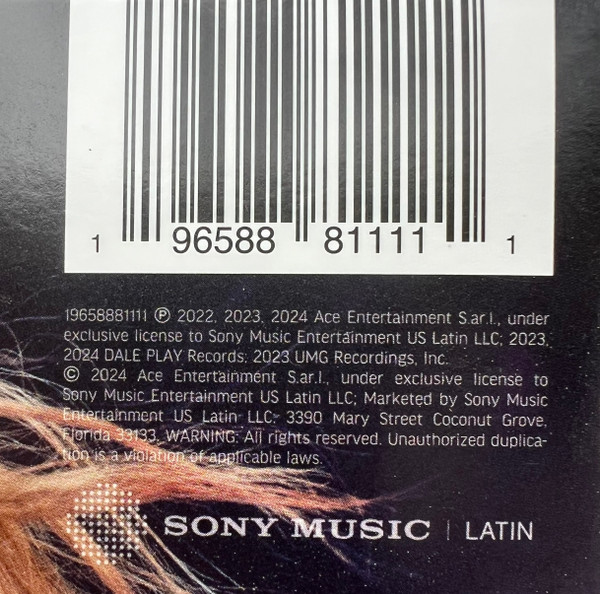 1 96588 81111 1
19658881111 ℗ 2022, 2023, 2024 Ace Entertainment S.ar.l., under
exclusive license to Sony Music Entertainment US Latin LLC; 2023,
2024 DALE PLAY Records; 2023 UMG Recordings, Inc.
© 2024 Ace Entertainment S.ar.l., under exclusive license to
Sony Music Entertainment US Latin LLC; Marketed by Sony Music
Entertainment US Latin LLC; 3390 Mary Street Coconut Grove,
Florida 33133. WARNING: All rights reserved. Unauthorized duplica-
tion is a violation of applicable laws.
SONY MUSIC | LATIN